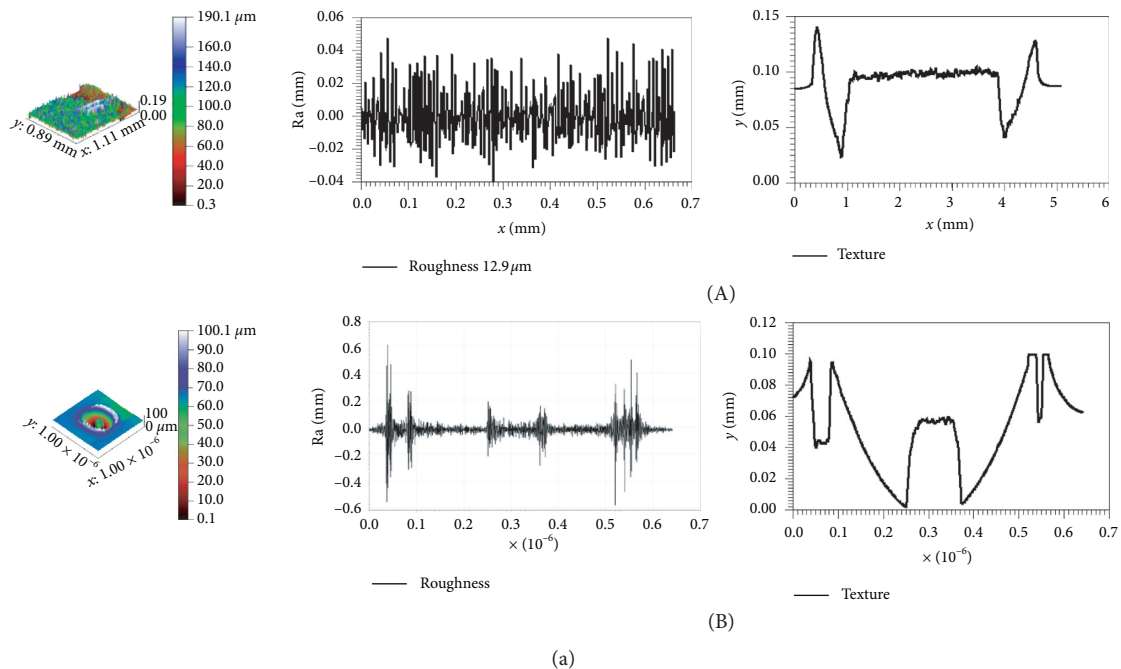 190.1 μm
180.0
160.0
140.0
120.0
100.0
80.0
60.0
40.0
20.0
0.3
0.19
0.00
y: 0.89 mm
x: 1.11 mm
0.06
0.04
0.02
0.00
−0.02
−0.04
Ra (mm)
0.0 0.1 0.2 0.3 0.4 0.5 0.6 0.7
x (mm)
Roughness 12.9 μm
0.15
0.10
0.05
0.00
y (mm)
0 1 2 3 4 5 6
x (mm)
Texture
(A)
100.1 μm
90.0
80.0
70.0
60.0
50.0
40.0
30.0
20.0
10.0
0.1
100
0 μm
y: 1.00 × 10⁻⁶
x: 1.00 × 10⁻⁶
0.8
0.6
0.4
0.2
0.0
−0.2
−0.4
−0.6
Ra (mm)
0.0 0.1 0.2 0.3 0.4 0.5 0.6 0.7
× (10⁻⁶)
Roughness
0.12
0.10
0.08
0.06
0.04
0.02
0.00
y (mm)
0.0 0.1 0.2 0.3 0.4 0.5 0.6 0.7
× (10⁻⁶)
Texture
(B)
(a)